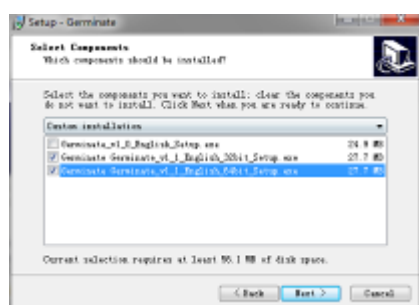 Setup - Germinate
Select Components
Which components should be installed?
Select the components you want to install; clear the components you
do not want to install. Click Next when you are ready to continue.
Custom installation
Germinate_v1_0_English_Setup.exe 24.9 MB
Germinate Germinate_v1_1_English_32bit_Setup.exe 27.7 MB
Germinate Germinate_v1_1_English_64bit_Setup.exe 27.7 MB
Current selection requires at least 56.1 MB of disk space.
< Back Next > Cancel